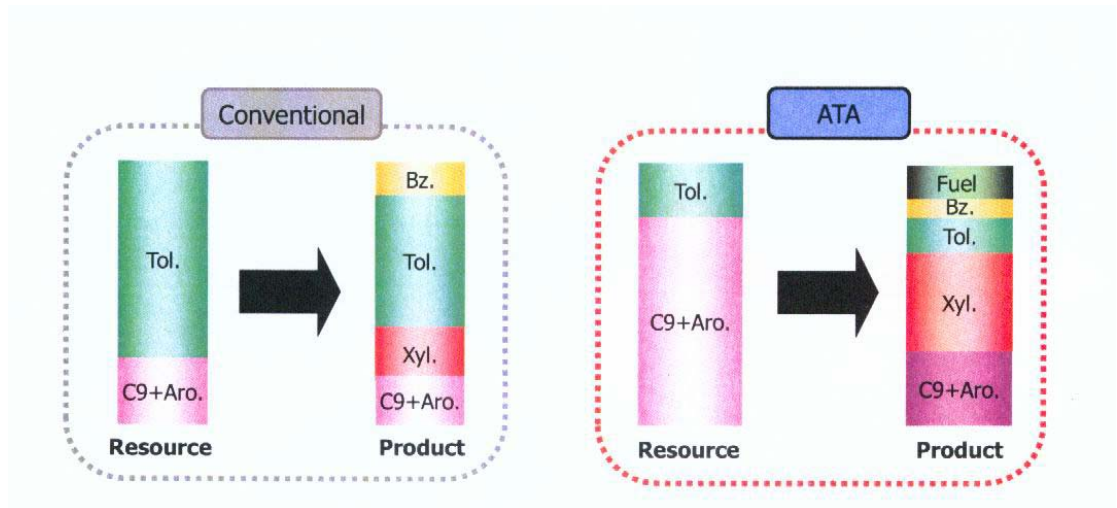 Conventional
Tol.
C9+Aro.
Resource
Bz.
Tol.
Xyl.
C9+Aro.
Product
ATA
Tol.
C9+Aro.
Resource
Fuel
Bz.
Tol.
Xyl.
C9+Aro.
Product